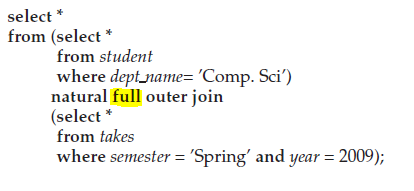 select *
from (select *
from student
where dept_name= ’Comp. Sci’)
natural full outer join
(select *
from takes
where semester = ’Spring’ and year = 2009);